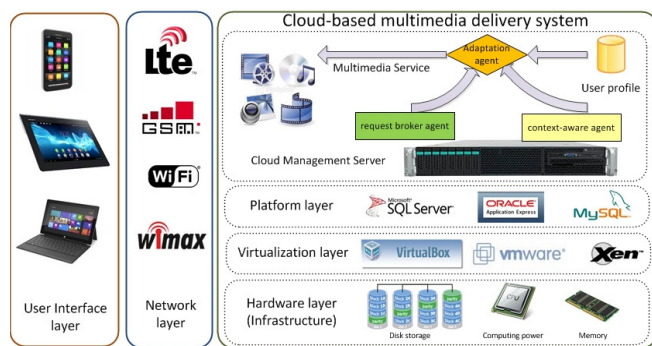 Cloud-based multimedia delivery system
Lte
GSM
WiFi
wimax
User Interface
layer
Network
layer
Multimedia Service
Adaptation
agent
User profile
request broker agent
context-aware agent
Cloud Management Server
Platform layer
Microsoft
SQL Server
ORACLE
Application Express
MySQL
Virtualization layer
VirtualBox
vmware
Xen
Hardware layer
(Infrastructure)
Disk storage
CPU
Computing power
Memory